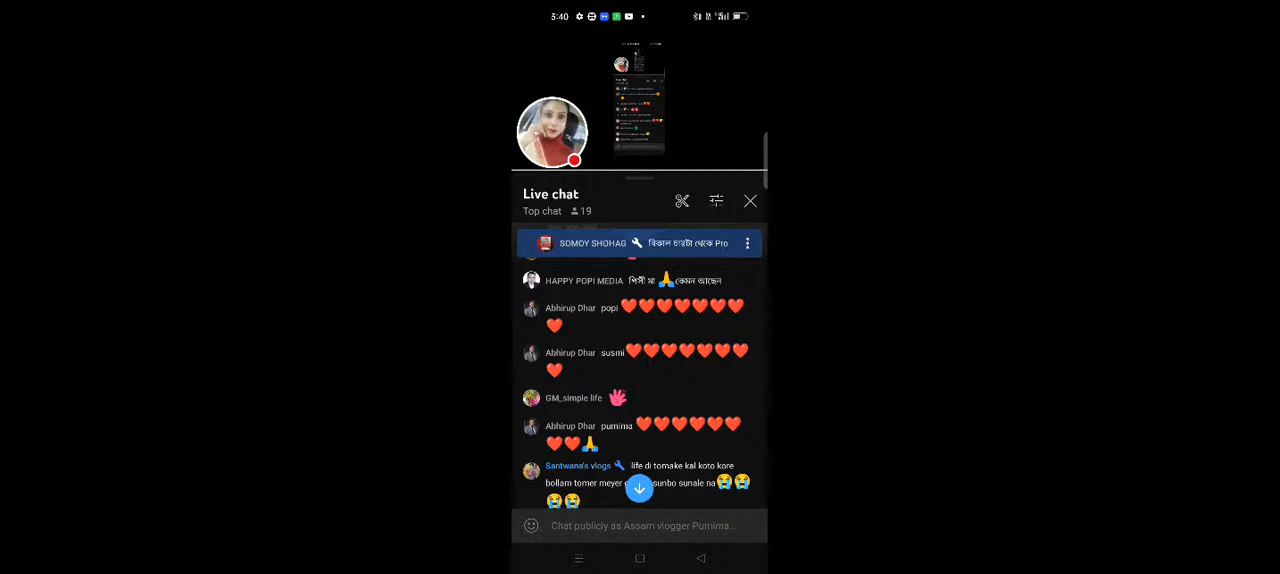 3:40
Live chat
Top chat 19
SOMOY SHOHAG বিকাল চারটা থেকে Pro
HAPPY POPI MEDIA পিসী মা 🙏কেমন আছেন
Abhirup Dhar popi ❤️❤️❤️❤️❤️❤️❤️
❤️
Abhirup Dhar susmi❤️❤️❤️❤️❤️❤️❤️
❤️
GM_simple life
Abhirup Dhar purnima ❤️❤️❤️❤️❤️❤️
❤️❤️🙏
Santwana's vlogs life di tomake kal koto kore
bollam tomer meyer sunbo sunale na😭😭
😭😭
Chat publicly as Assam vlogger Purnima...